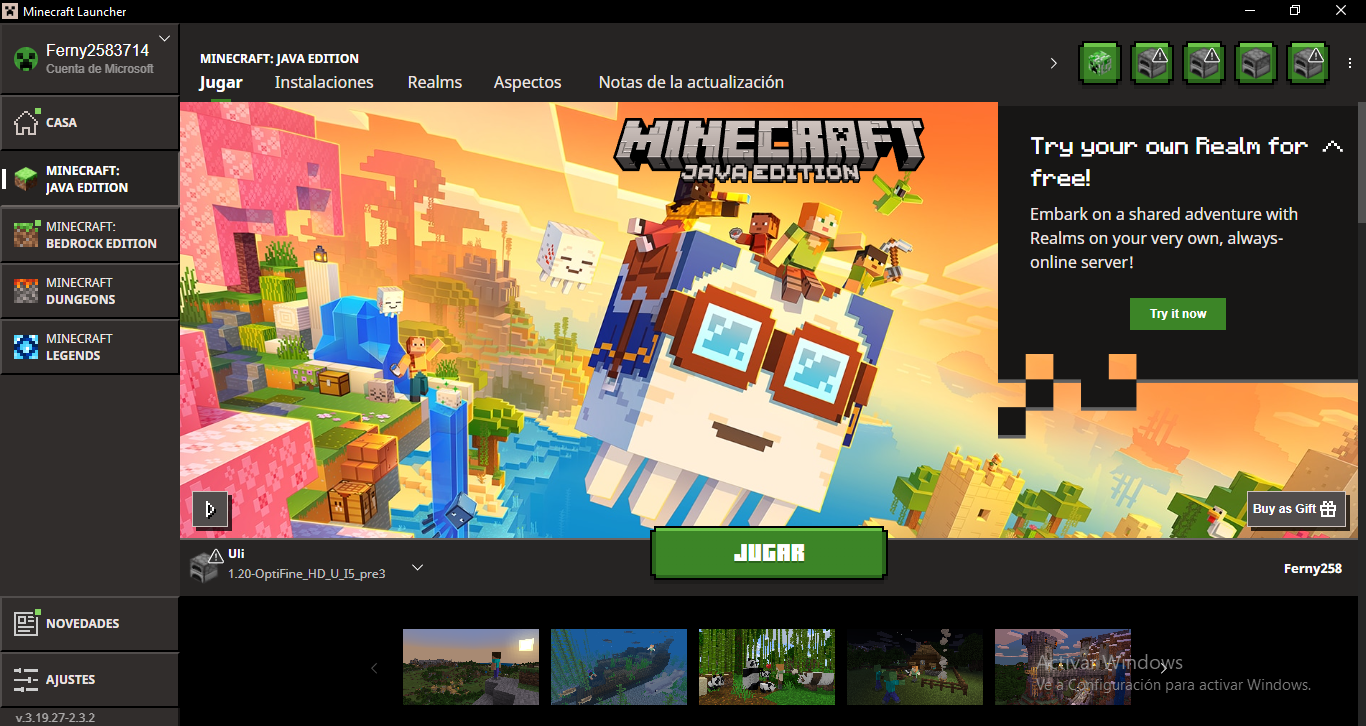 Minecraft Launcher
Ferny2583714
Cuenta de Microsoft
CASA
MINECRAFT:
JAVA EDITION
MINECRAFT:
BEDROCK EDITION
MINECRAFT
DUNGEONS
MINECRAFT
LEGENDS
NOVEDADES
AJUSTES
v.3.19.27-2.3.2
MINECRAFT: JAVA EDITION
Jugar Instalaciones Realms Aspectos Notas de la actualización
MINECRAFT
JAVA EDITION
Try your own Realm for
free!
Embark on a shared adventure with
Realms on your very own, always-
online server!
Try it now
Buy as Gift
Uli
1.20-OptiFine_HD_U_I5_pre3
JUGAR
Ferny258
Activar Windows
Ve a Configuración para activar Windows.